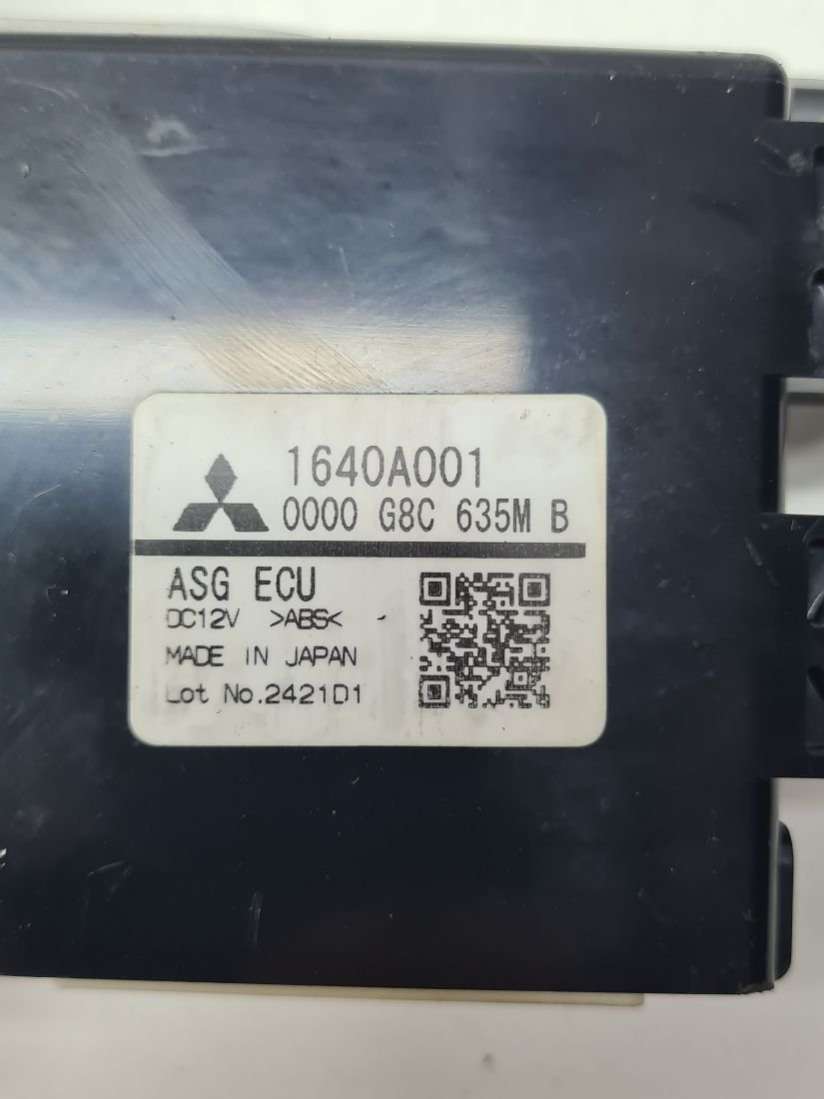 1640A001
0000 G8C 635M B
ASG ECU
DC12V >ABS<
MADE IN JAPAN
Lot No.2421D1